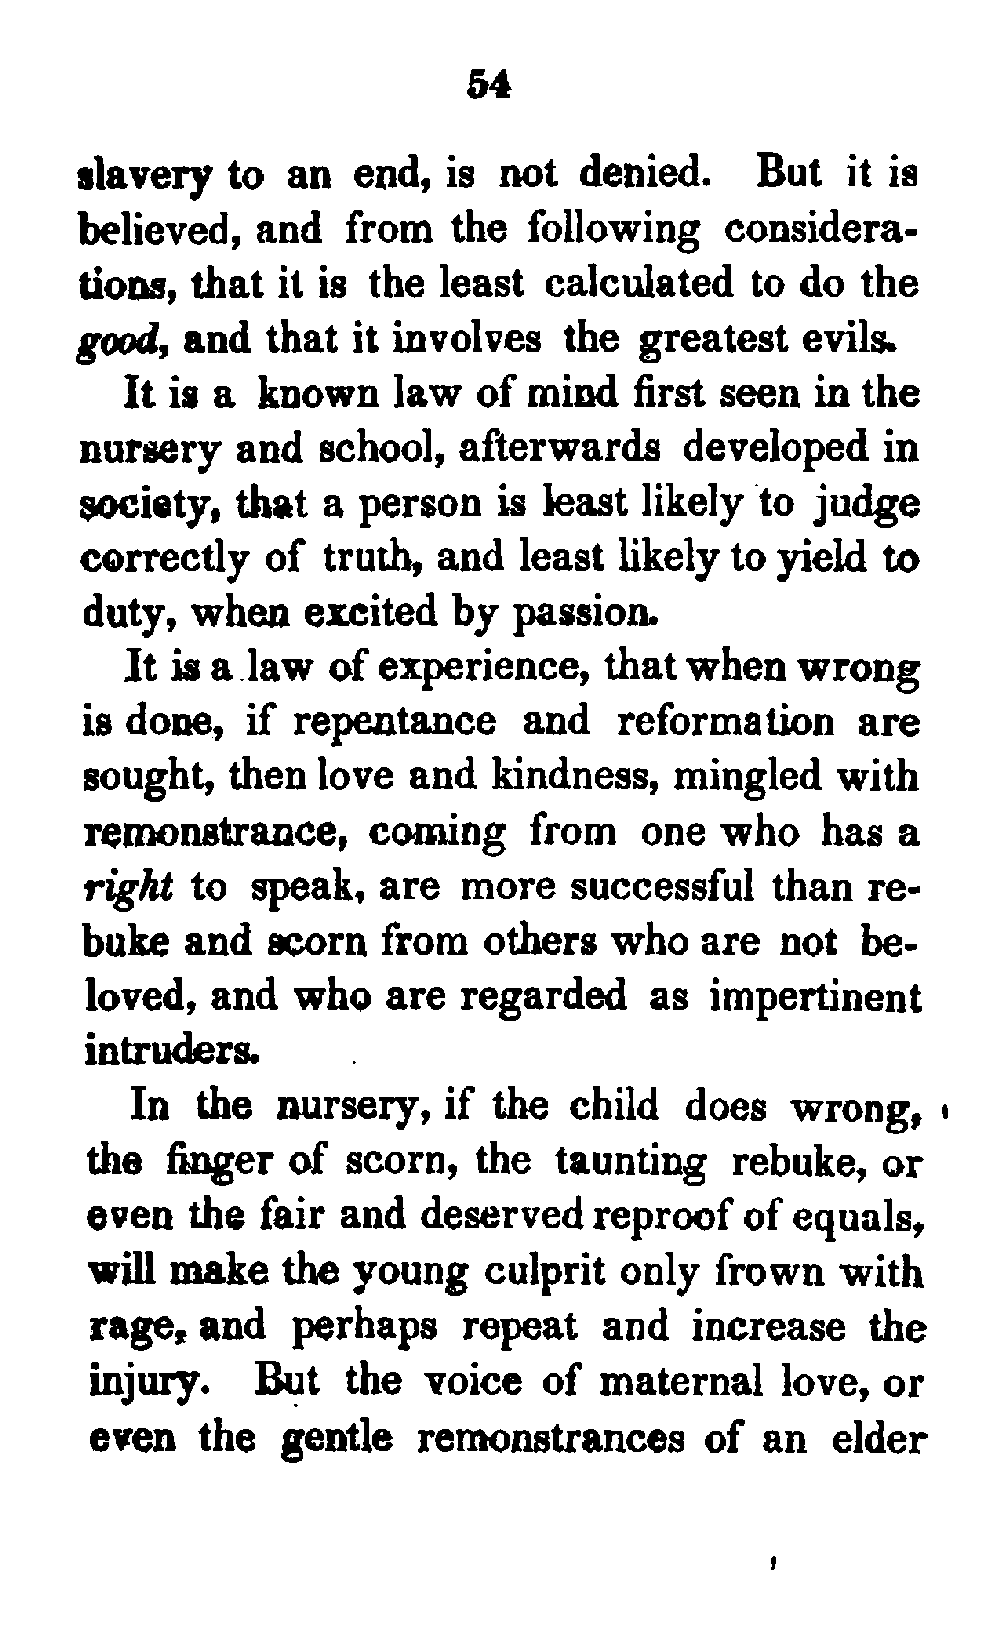 54
slavery to an end, is not denied. But it is
believed, and from the following considera-
tions, that it is the least calculated to do the
good, and that it involves the greatest evils.
It is a known law of mind first seen in the
nursery and school, afterwards developed in
society, that a person is least likely to judge
correctly of truth, and least likely to yield to
duty, when excited by passion.
It is a law of experience, that when wrong
is done, if repentance and reformation are
sought, then love and kindness, mingled with
remonstrance, coming from one who has a
right to speak, are more successful than re-
buke and scorn from others who are not be-
loved, and who are regarded as impertinent
intruders.
In the nursery, if the child does wrong,
the finger of scorn, the taunting rebuke, or
even the fair and deserved reproof of equals,
will make the young culprit only frown with
rage, and perhaps repeat and increase the
injury. But the voice of maternal love, or
even the gentle remonstrances of an elder